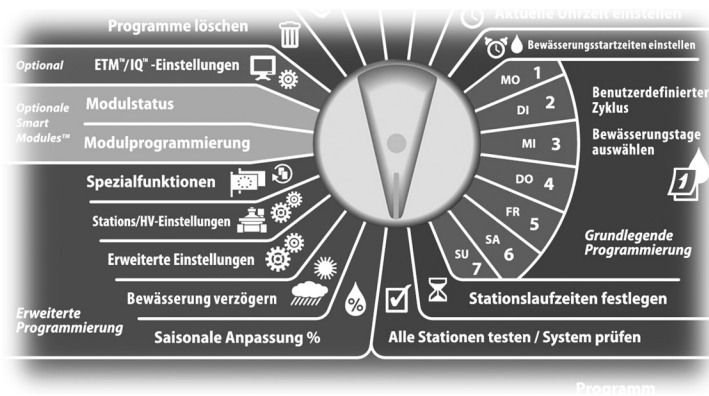 Programme löschen
Aktuelle Uhrzeit einstellen
Optional
ETM™/IQ™ -Einstellungen
Bewässerungsstartzeiten einstellen
Optionale
Smart
Modules™
Modulstatus
Modulprogrammierung
MO 1
DI 2
MI 3
DO 4
FR 5
SA 6
SU 7
Benutzerdefinierter
Zyklus
Bewässerungstage
auswählen
1
Spezialfunktionen
Stations/HV-Einstellungen
Erweiterte Einstellungen
Grundlegende
Programmierung
Bewässerung verzögern
Stationslaufzeiten festlegen
Erweiterte
Programmierung
%
Saisonale Anpassung %
Alle Stationen testen / System prüfen
Programm